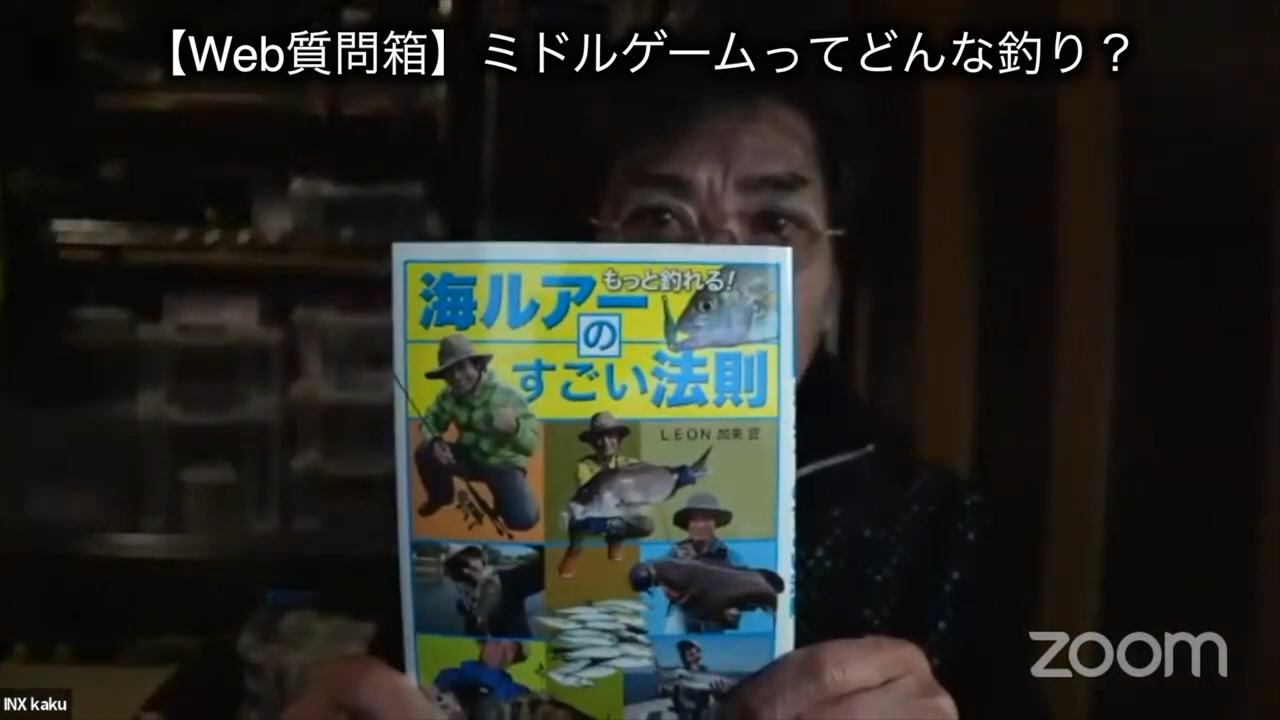 【Web質問箱】ミドルゲームってどんな釣り？
もっと釣れる!
海ルアー
の
すごい法則
LEON 加来 匠
zoom
INX kaku